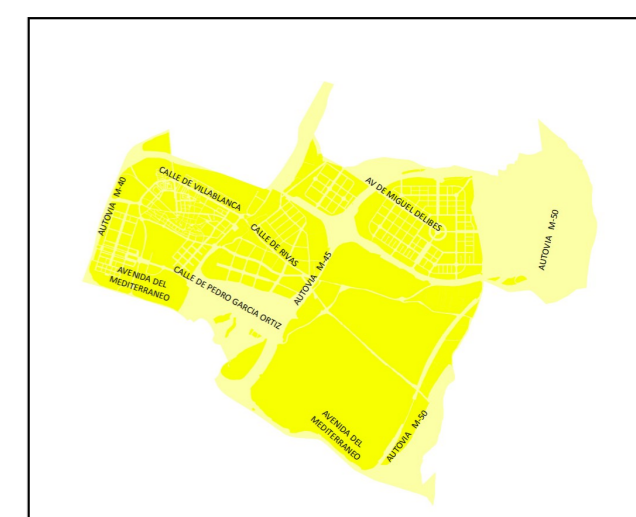 AUTOVIA M-40
CALLE DE VILLABLANCA
AV DE MIGUEL DELIBES
AUTOVIA M-50
CALLE DE RIVAS
AUTOVIA M-45
AVENIDA DEL
MEDITERRANEO
CALLE DE PEDRO GARCIA ORTIZ
AVENIDA DEL
MEDITERRANEO
AUTOVIA M-50